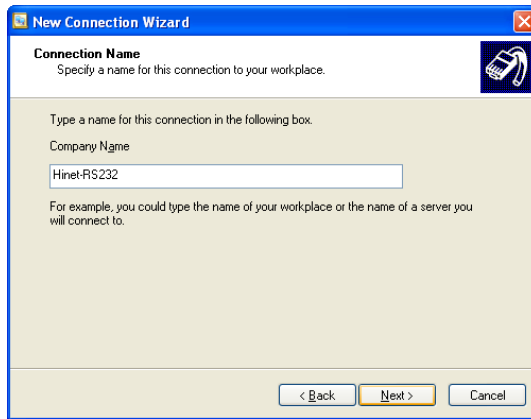 New Connection Wizard
Connection Name
Specify a name for this connection to your workplace.
Type a name for this connection in the following box.
Company Name
Hinet-RS232
For example, you could type the name of your workplace or the name of a server you
will connect to.
< Back
Next >
Cancel